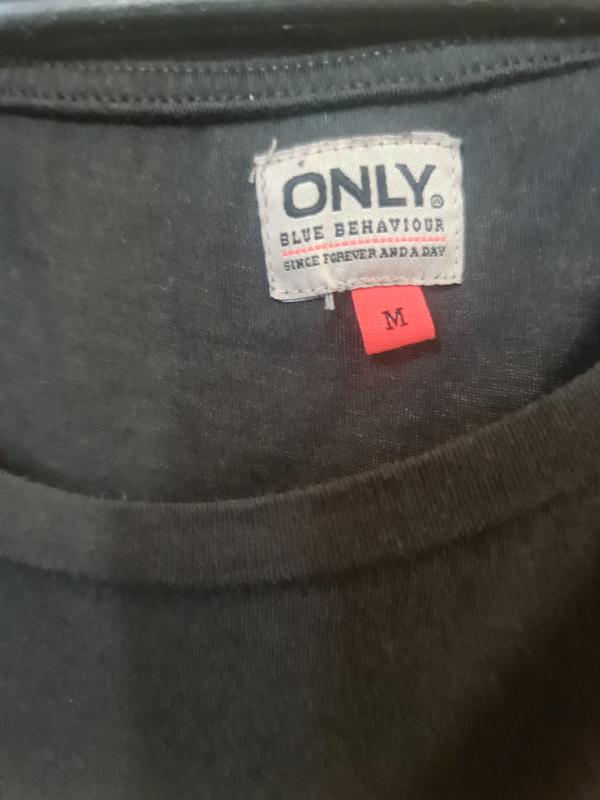 ONLY®
BLUE BEHAVIOUR
SINCE FOREVER AND A DAY
M